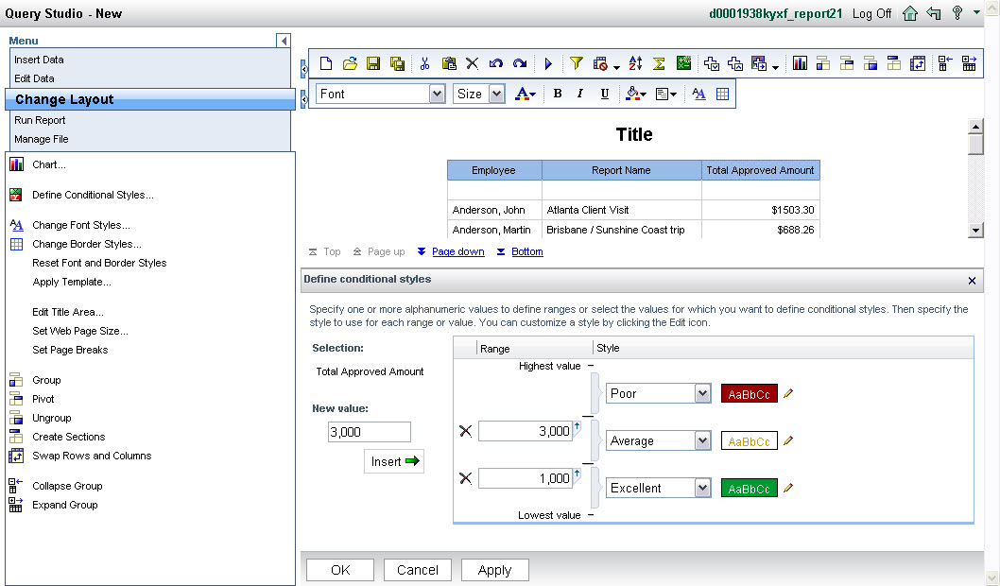 Query Studio - New
d0001938kyxf_report21 Log Off
Menu
Insert Data
Edit Data
Change Layout
Run Report
Manage File
Chart...
Define Conditional Styles...
Change Font Styles...
Change Border Styles...
Reset Font and Border Styles
Apply Template...
Edit Title Area...
Set Web Page Size...
Set Page Breaks
Group
Pivot
Ungroup
Create Sections
Swap Rows and Columns
Collapse Group
Expand Group
Font Size A B I U AA
Title
Employee Report Name Total Approved Amount
Anderson, John Atlanta Client Visit $1503.30
Anderson, Martin Brisbane / Sunshine Coast trip $688.26
Top Page up Page down Bottom
Define conditional styles
Specify one or more alphanumeric values to define ranges or select the values for which you want to define conditional styles. Then specify the
style to use for each range or value. You can customize a style by clicking the Edit icon.
Selection:
Total Approved Amount
New value:
3,000
Insert
Range Style
Highest value
Poor AaBbCc
3,000
Average AaBbCc
1,000
Excellent AaBbCc
Lowest value
OK Cancel Apply